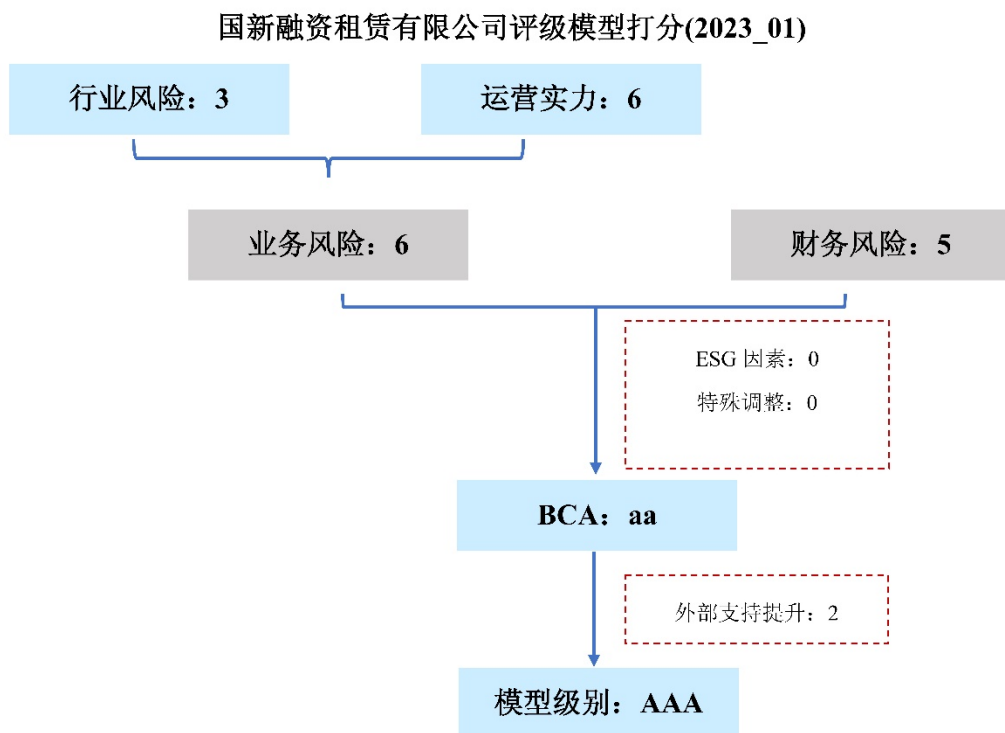 国新融资租赁有限公司评级模型打分(2023_01)
行业风险：3
运营实力：6
业务风险：6
财务风险：5
ESG 因素：0
特殊调整：0
BCA：aa
外部支持提升：2
模型级别：AAA